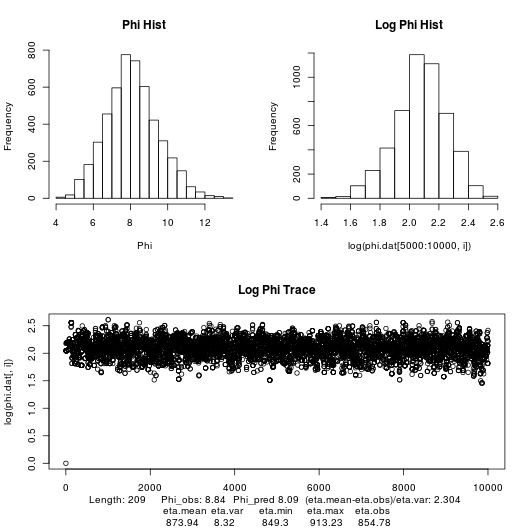 Phi Hist
Log Phi Hist
Frequency
0 200 400 600 800
4 6 8 10 12
Phi
Frequency
0 200 600 1000
1.4 1.6 1.8 2.0 2.2 2.4 2.6
log(phi.dat[5000:10000, i])
Log Phi Trace
log(phi.dat[, i])
0.0 0.5 1.0 1.5 2.0 2.5
0 2000 4000 6000 8000 10000
Length: 209 Phi_obs: 8.84 Phi_pred 8.09 (eta.mean-eta.obs)/eta.var: 2.304
eta.mean eta.var eta.min eta.max eta.obs
873.94 8.32 849.3 913.23 854.78